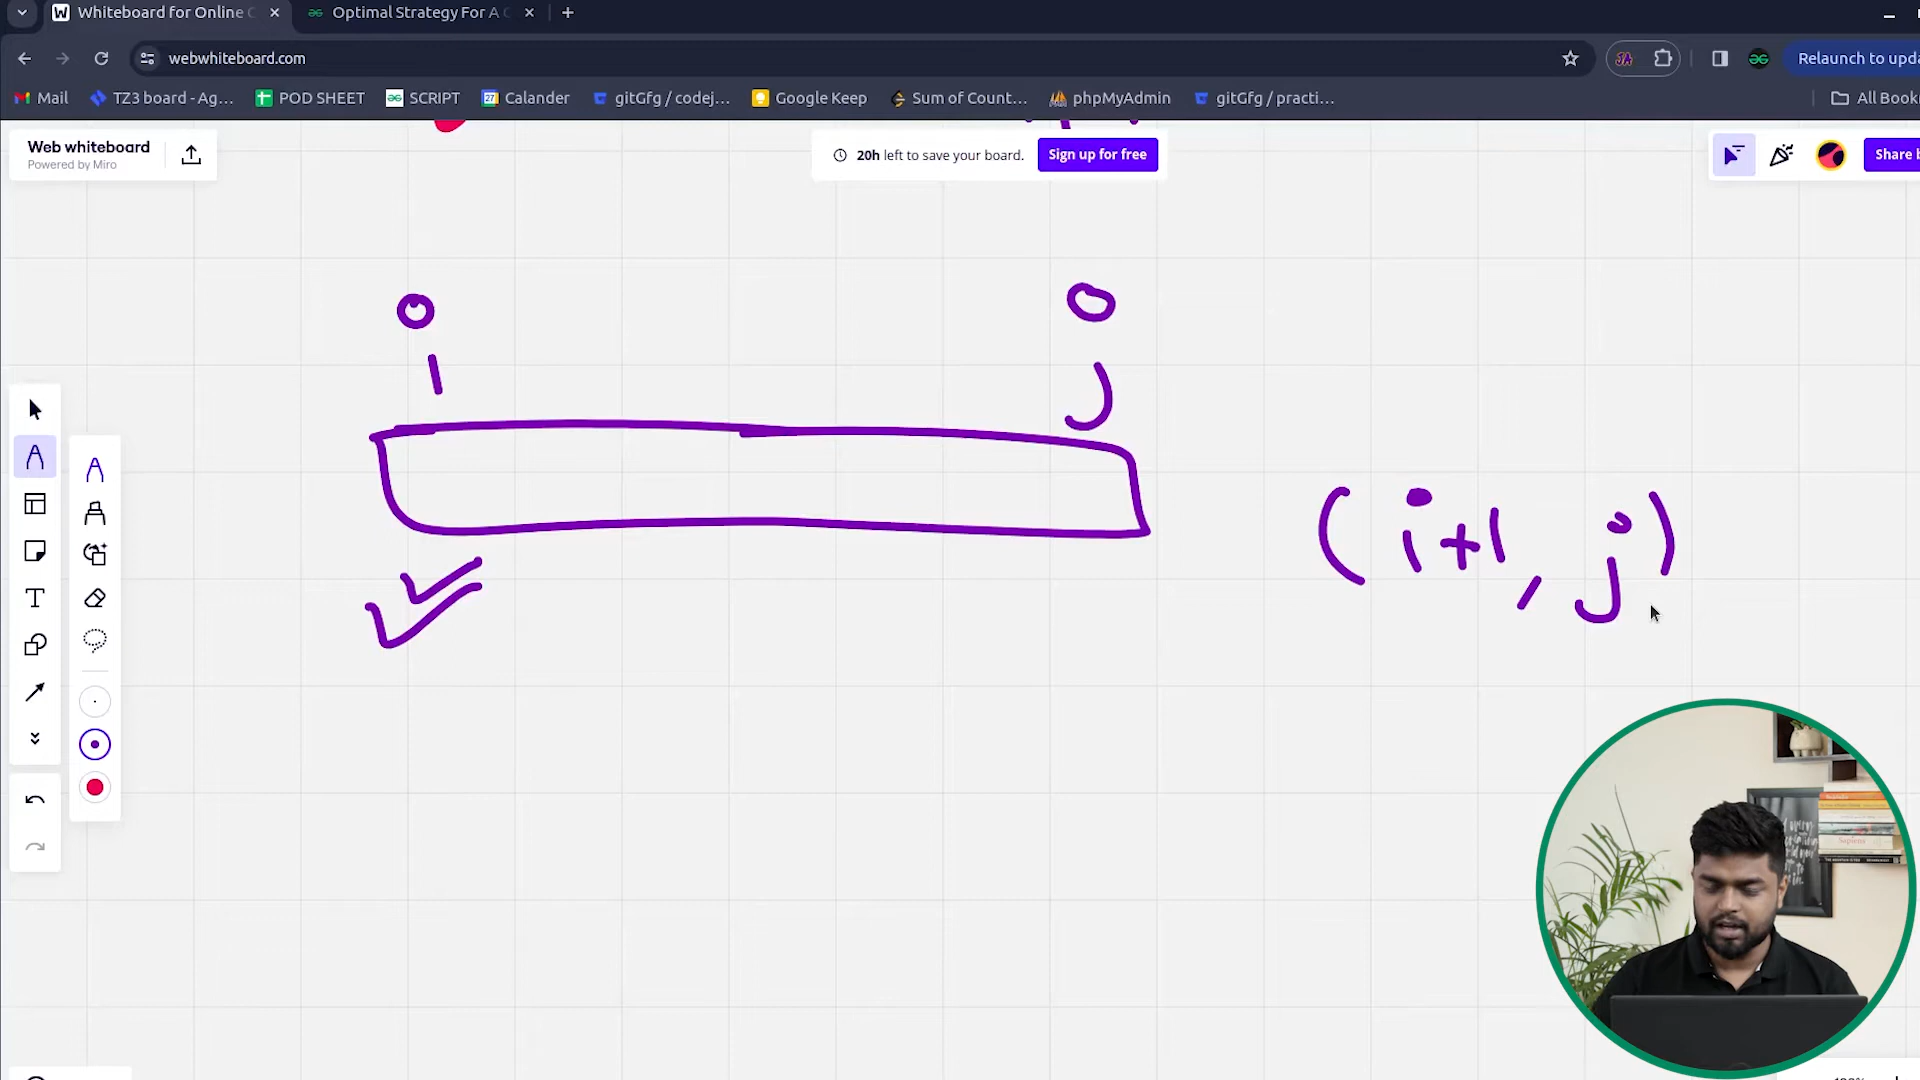 Whiteboard for Online C
Optimal Strategy For A G
webwhiteboard.com
Relaunch to upda
Mail
TZ3 board - Ag...
POD SHEET
SCRIPT
Calander
gitGfg / codej...
Google Keep
Sum of Count...
phpMyAdmin
gitGfg / practi...
All Book
Web whiteboard
Powered by Miro
20h left to save your board.
Sign up for free
Share b
i
j
(i+1, j)